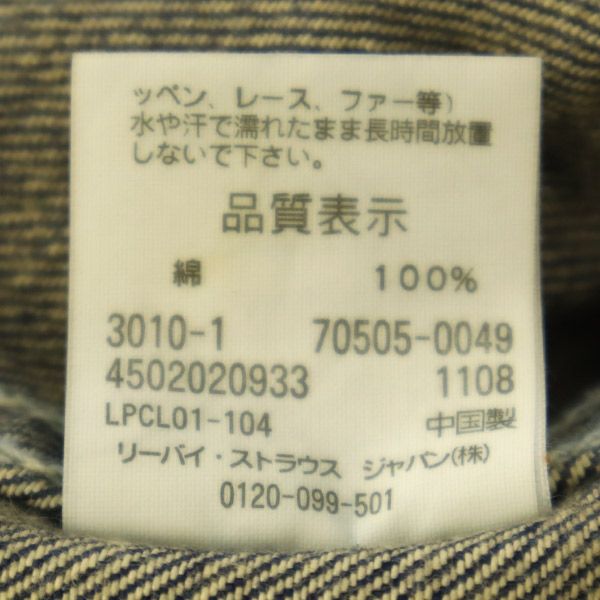 ッペン、レース、ファー等）
水や汗で濡れたまま長時間放置
しないで下さい。
品質表示
綿 100%
3010-1 70505-0049
4502020933 1108
LPCL01-104 中国製
リーバイ・ストラウス ジャパン(株)
0120-099-501